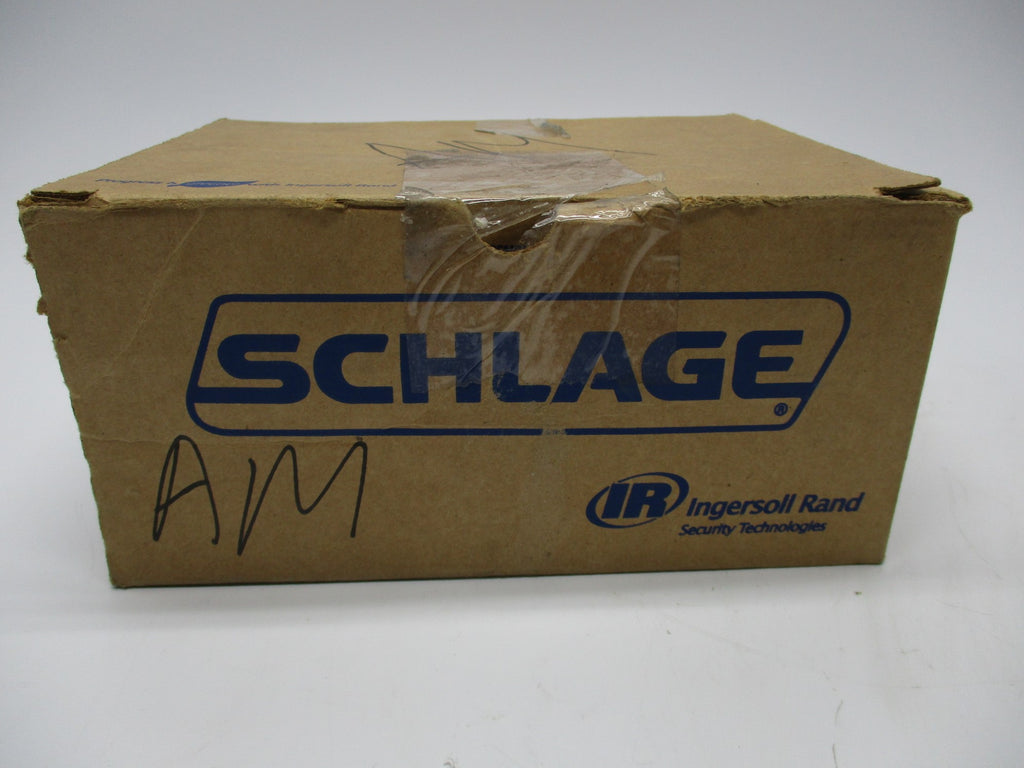 SCHLAGE®
AM
IR Ingersoll Rand
Security Technologies